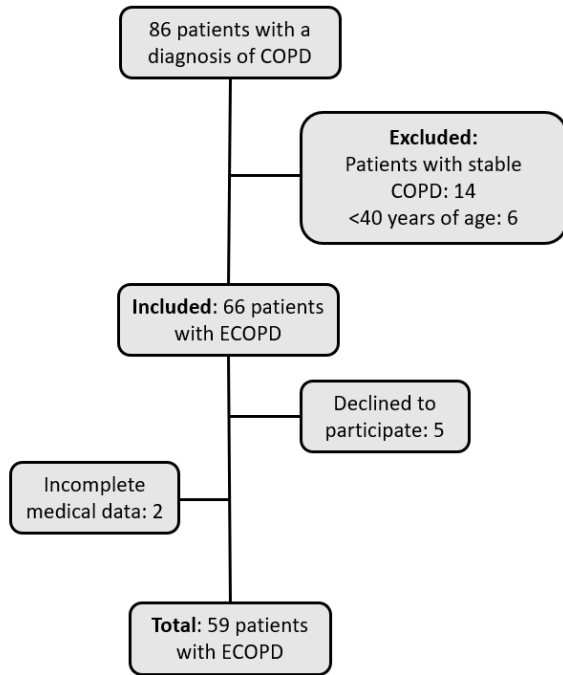 86 patients with a
diagnosis of COPD
Excluded:
Patients with stable
COPD: 14
<40 years of age: 6
Included: 66 patients
with ECOPD
Declined to
participate: 5
Incomplete
medical data: 2
Total: 59 patients
with ECOPD